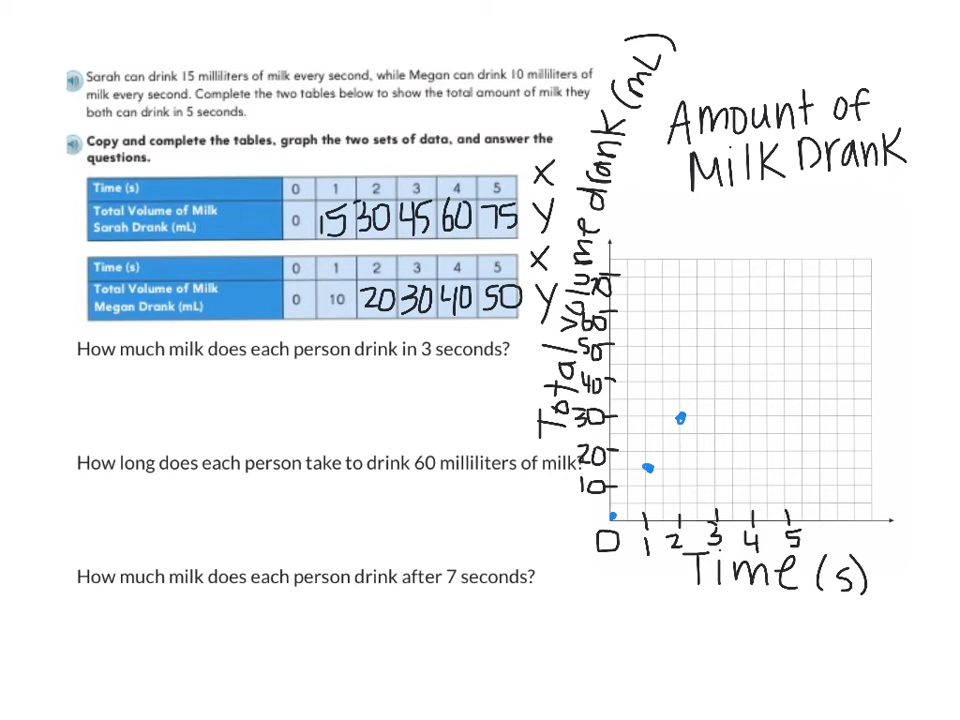 Sarah can drink 15 milliliters of milk every second, while Megan can drink 10 milliliters of
milk every second. Complete the two tables below to show the total amount of milk they
both can drink in 5 seconds.
Copy and complete the tables, graph the two sets of data, and answer the
questions.
Time (s) 0 1 2 3 4 5 X
Total Volume of Milk
Sarah Drank (mL) 0 15 30 45 60 75 Y
Time (s) 0 1 2 3 4 5 X
Total Volume of Milk
Megan Drank (mL) 0 10 20 30 40 50 Y
How much milk does each person drink in 3 seconds?
How long does each person take to drink 60 milliliters of milk?
How much milk does each person drink after 7 seconds?
Amount of
Milk Drank
Total volume drank (mL)
70
60
50
40
30
20
10
0 1 2 3 4 5
Time (s)